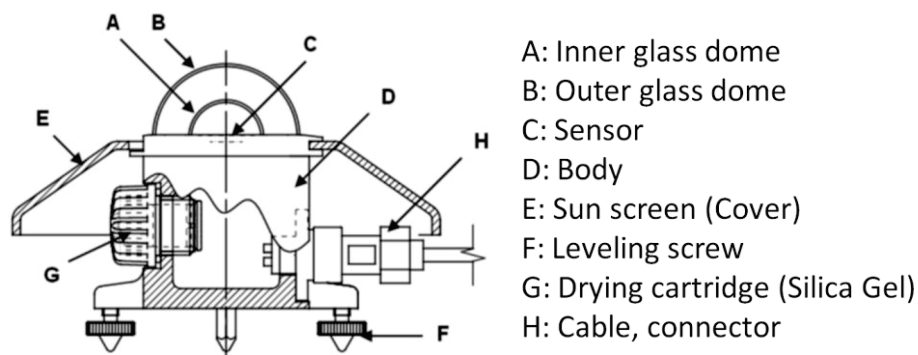 A
B
C
D
E
H
G
F
A: Inner glass dome
B: Outer glass dome
C: Sensor
D: Body
E: Sun screen (Cover)
F: Leveling screw
G: Drying cartridge (Silica Gel)
H: Cable, connector